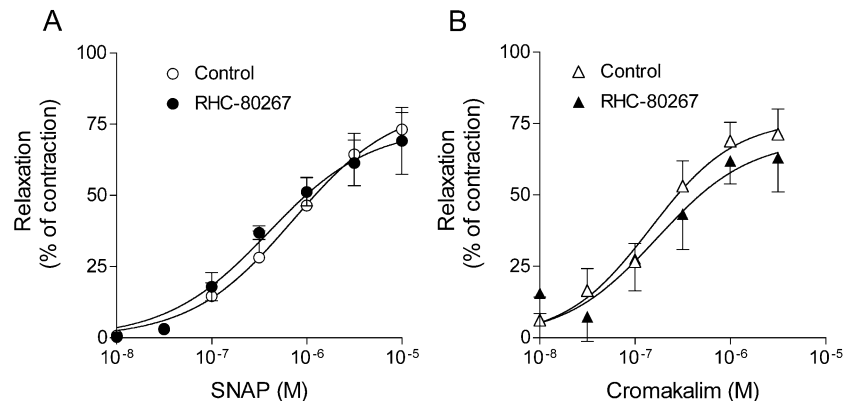 A
Relaxation
(% of contraction)
100
75
50
25
0
Control
RHC-80267
10-8
10-7
10-6
10-5
SNAP (M)
B
Relaxation
(% of contraction)
100
75
50
25
0
Control
RHC-80267
10-8
10-7
10-6
10-5
Cromakalim (M)